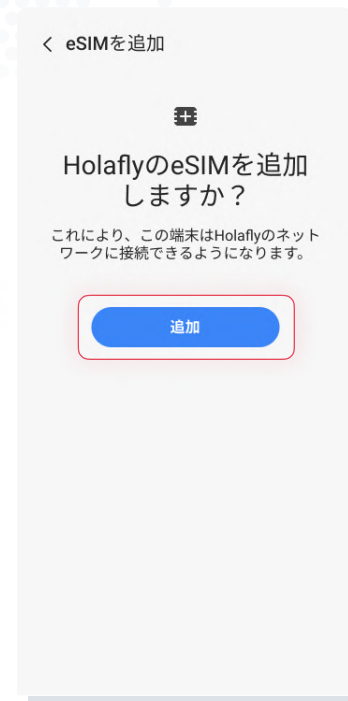 eSIMを追加
HolaflyのeSIMを追加
しますか？
これにより、この端末はHolaflyのネット
ワークに接続できるようになります。
追加